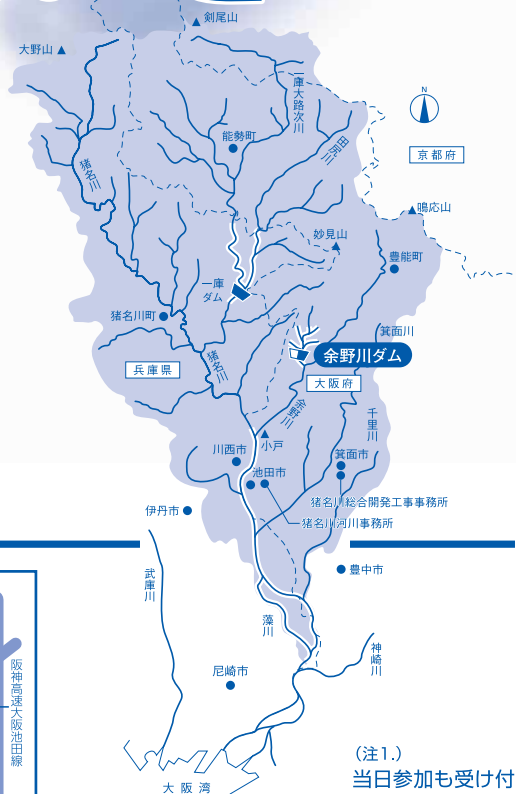 剣尾山
大野山
N
一庫大路次川
能勢町
田尻川
京都府
猪名川
鴫応山
妙見山
豊能町
一庫
ダム
猪名川町
箕面川
猪名川
余野川ダム
兵庫県
大阪府
余野川
千里川
小戸
川西市
箕面市
池田市
猪名川総合開発工事事務所
伊丹市
猪名川河川事務所
豊中市
武庫川
藻川
神崎川
阪神高速大阪池田線
尼崎市
(注1.)
当日参加も受け付
大阪湾